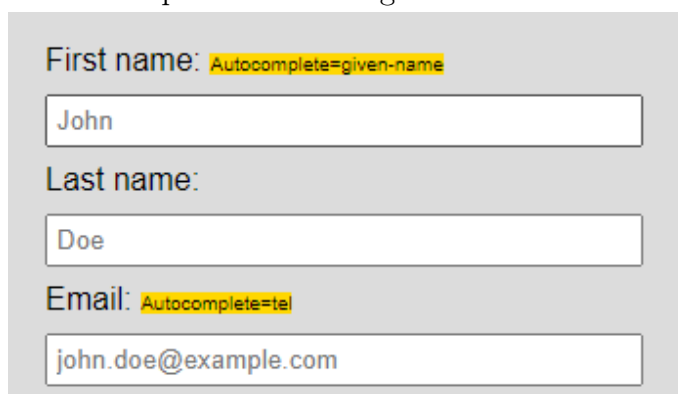 First name: Autocomplete=given-name
John
Last name:
Doe
Email: Autocomplete=tel
john.doe@example.com